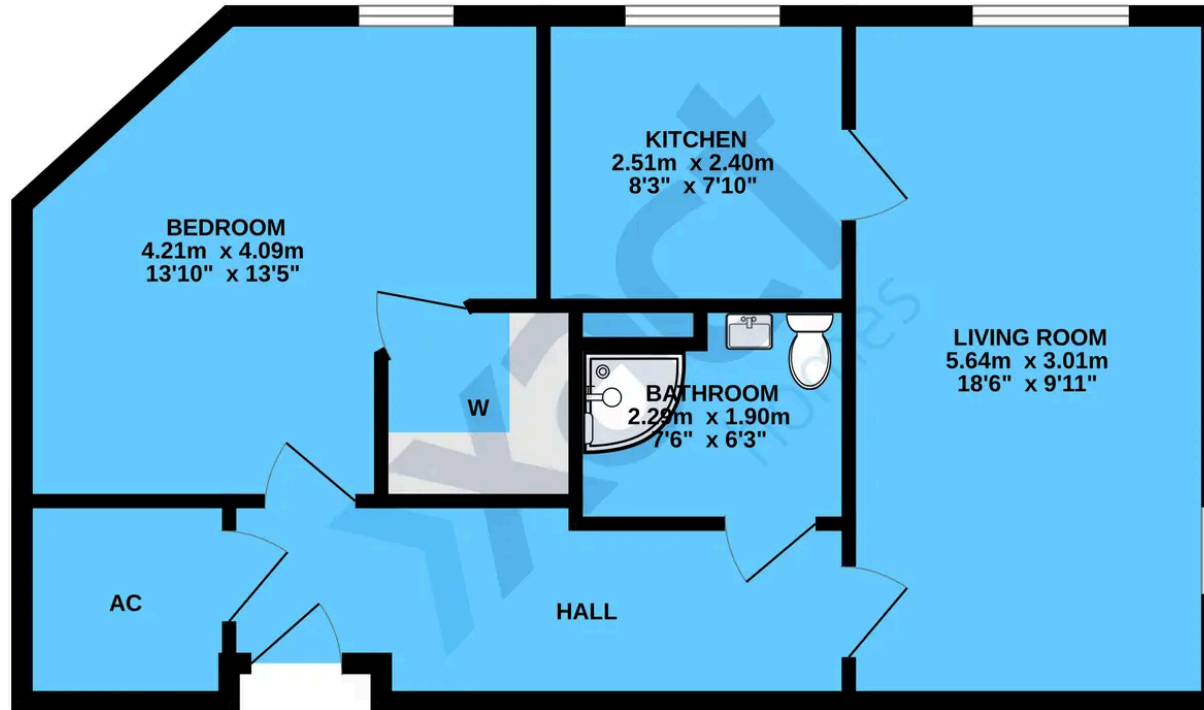 KITCHEN
2.51m x 2.40m
8'3" x 7'10"
BEDROOM
4.21m x 4.09m
13'10" x 13'5"
LIVING ROOM
5.64m x 3.01m
18'6" x 9'11"
W
BATHROOM
2.29m x 1.90m
7'6" x 6'3"
AC
HALL
xact
homes